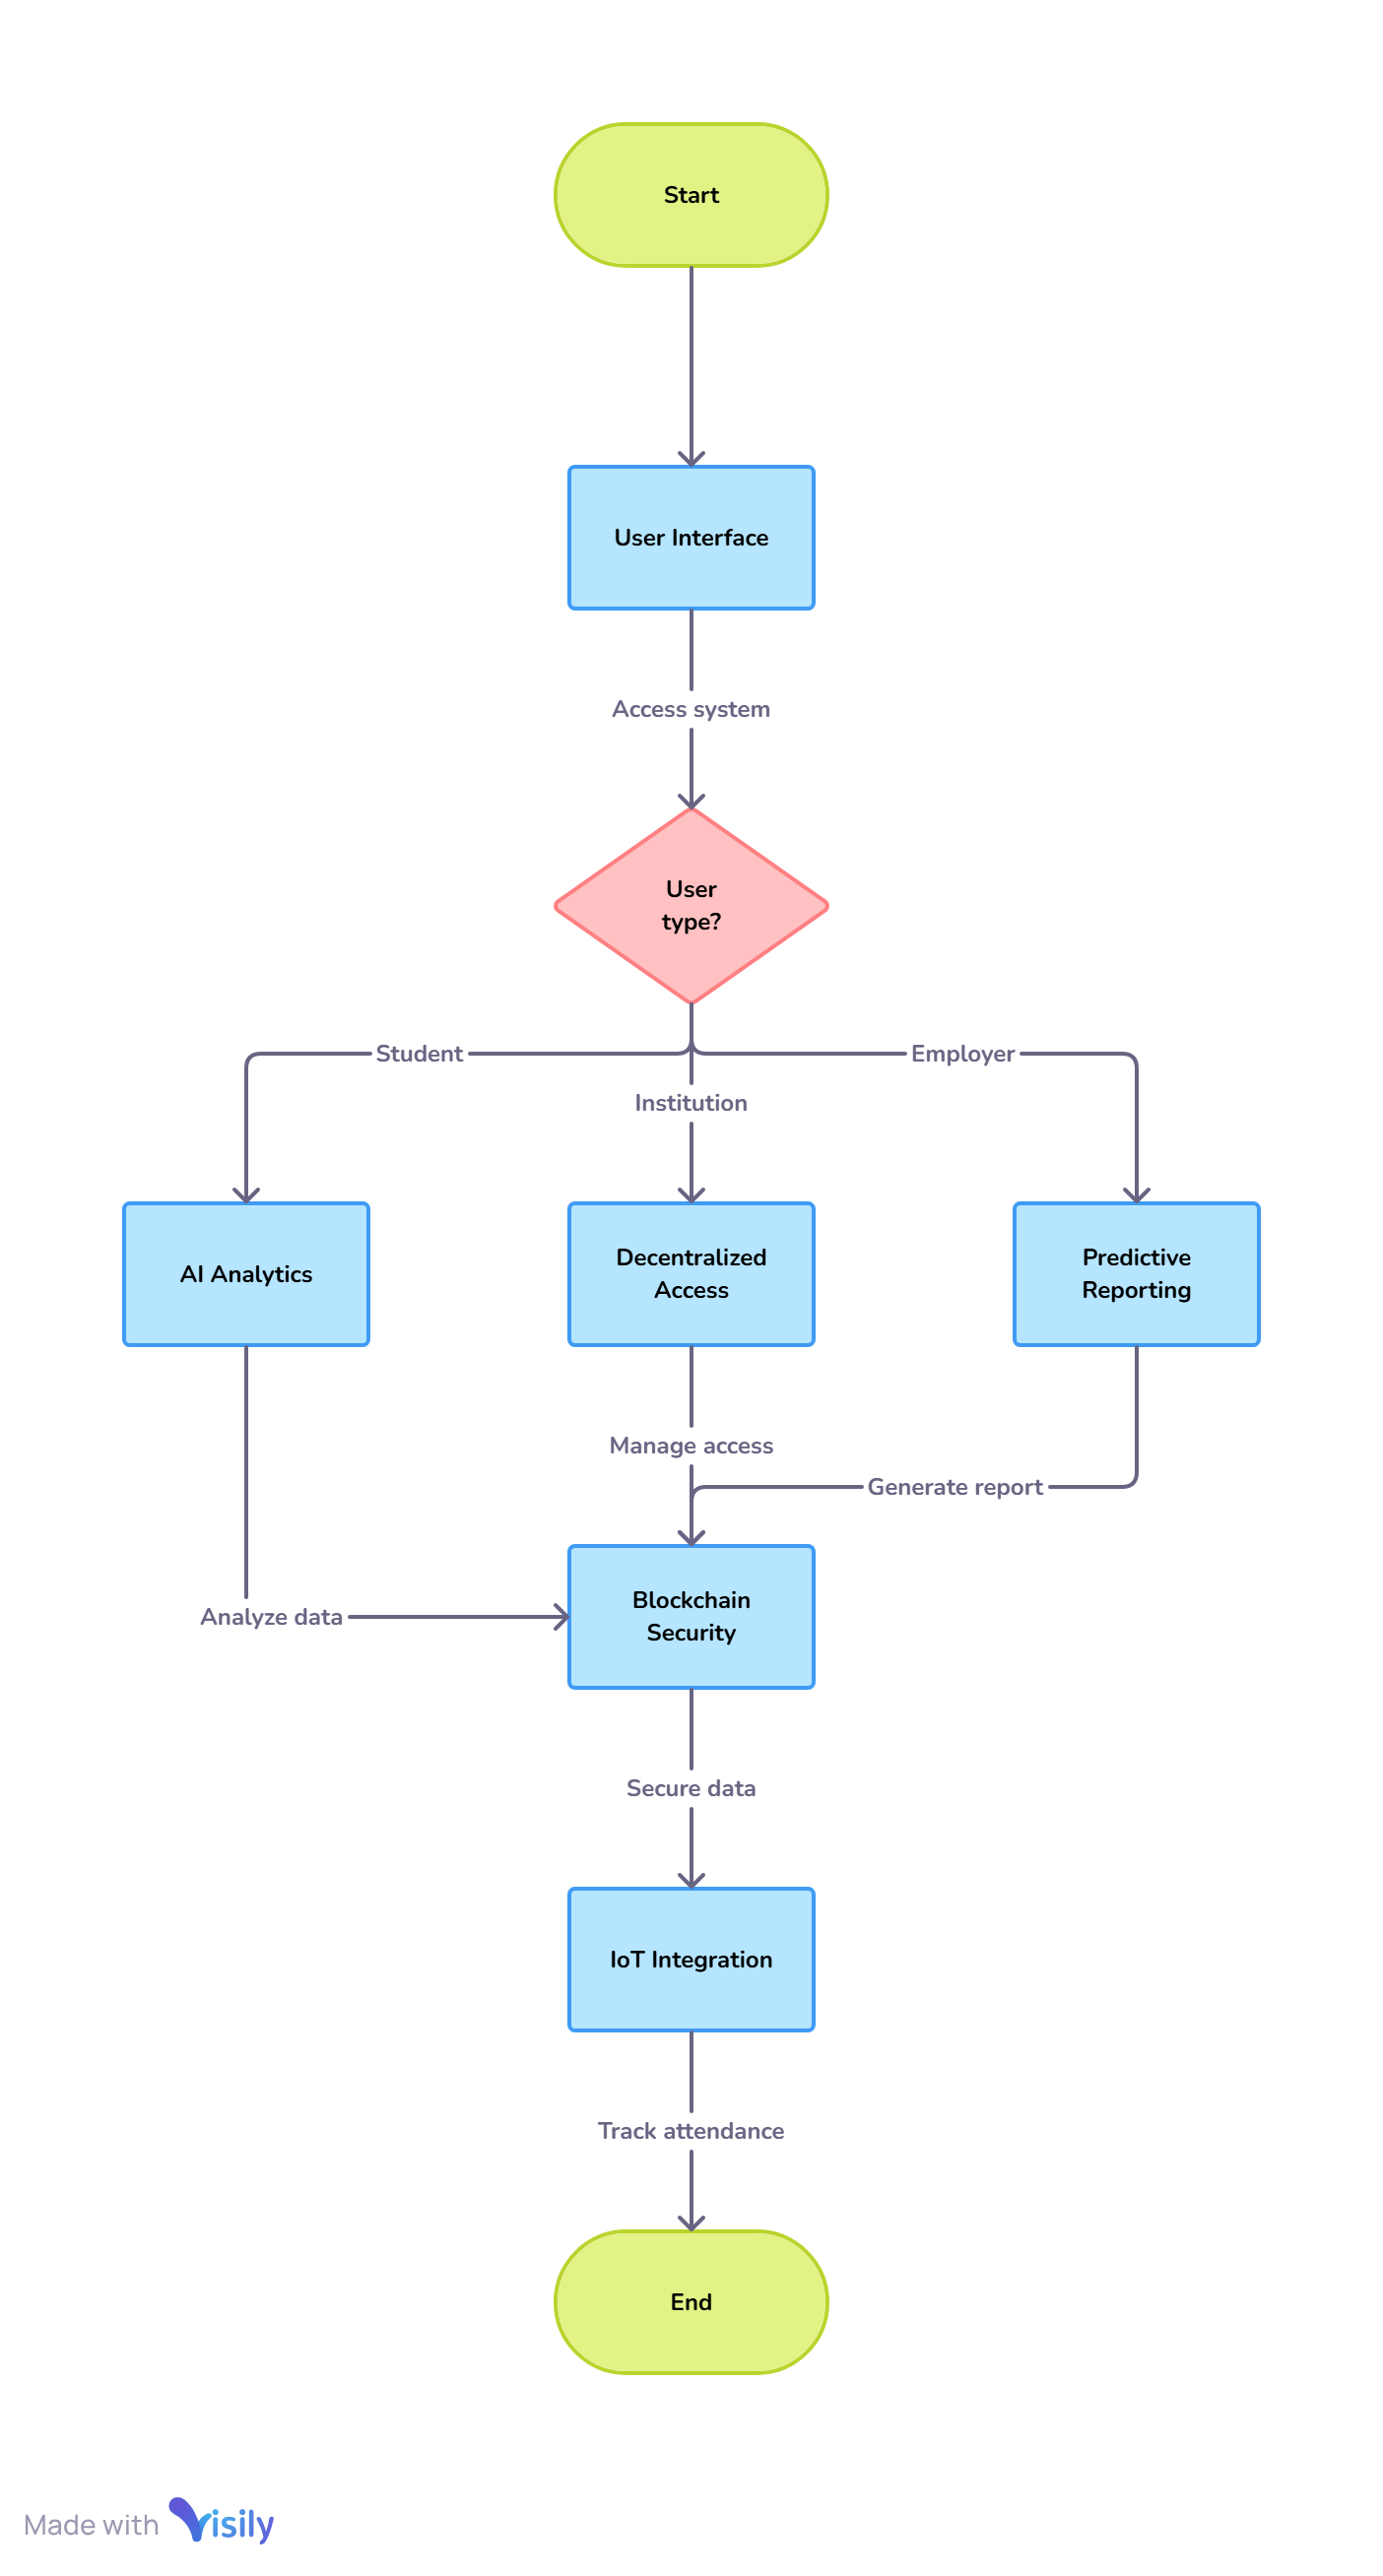 Start
User Interface
Access system
User
type?
Student
Employer
Institution
AI Analytics
Decentralized
Access
Predictive
Reporting
Manage access
Generate report
Blockchain
Security
Analyze data
Secure data
IoT Integration
Track attendance
End
Made with Visily